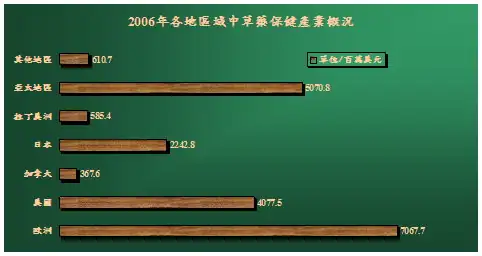 2006年各地區域中草藥保健產業概況
單位/百萬美元
其他地區 610.7
亞太地區 5070.8
拉丁美洲 585.4
日本 2242.8
加拿大 367.6
美國 4077.5
歐洲 7067.7